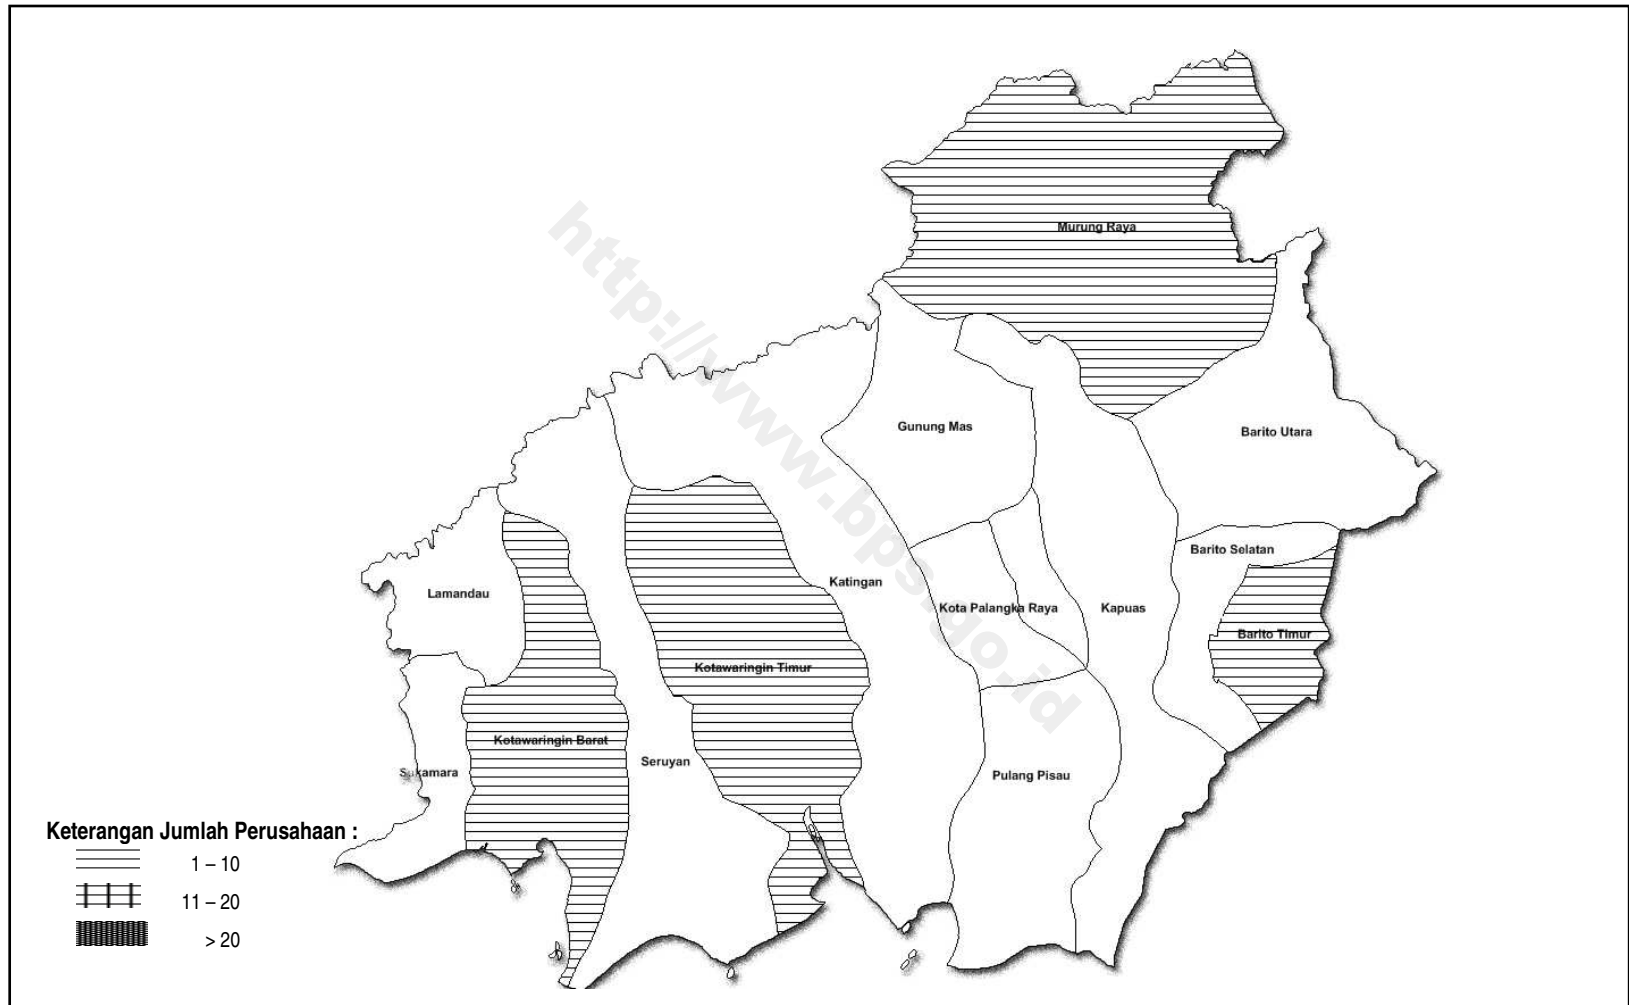 Murung Raya
http://www.bps.go.id
Gunung Mas
Barito Utara
Barito Selatan
Katingan
Lamandau
Kota Palangka Raya
Kapuas
Barito Timur
Kotawaringin Timur
Kotawaringin Barat
Seruyan
Sukamara
Pulang Pisau
Keterangan Jumlah Perusahaan :
1 – 10
11 – 20
> 20